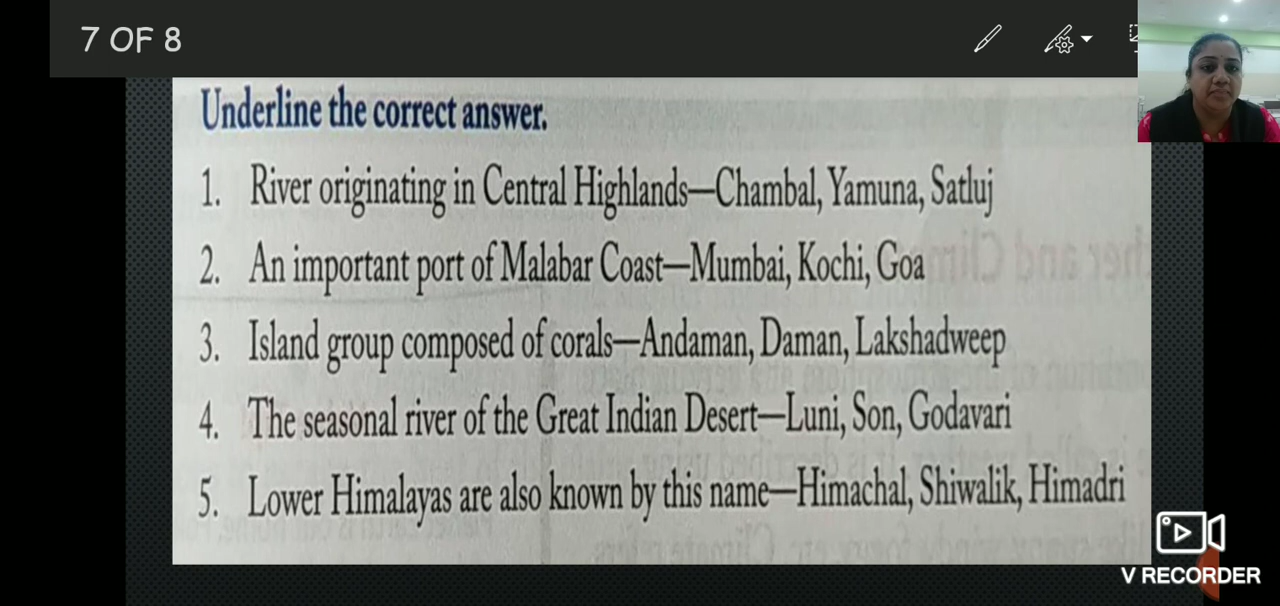 7 OF 8
Underline the correct answer.
1. River originating in Central Highlands—Chambal, Yamuna, Satluj
2. An important port of Malabar Coast—Mumbai, Kochi, Goa
3. Island group composed of corals—Andaman, Daman, Lakshadweep
4. The seasonal river of the Great Indian Desert—Luni, Son, Godavari
5. Lower Himalayas are also known by this name—Himachal, Shiwalik, Himadri
V RECORDER